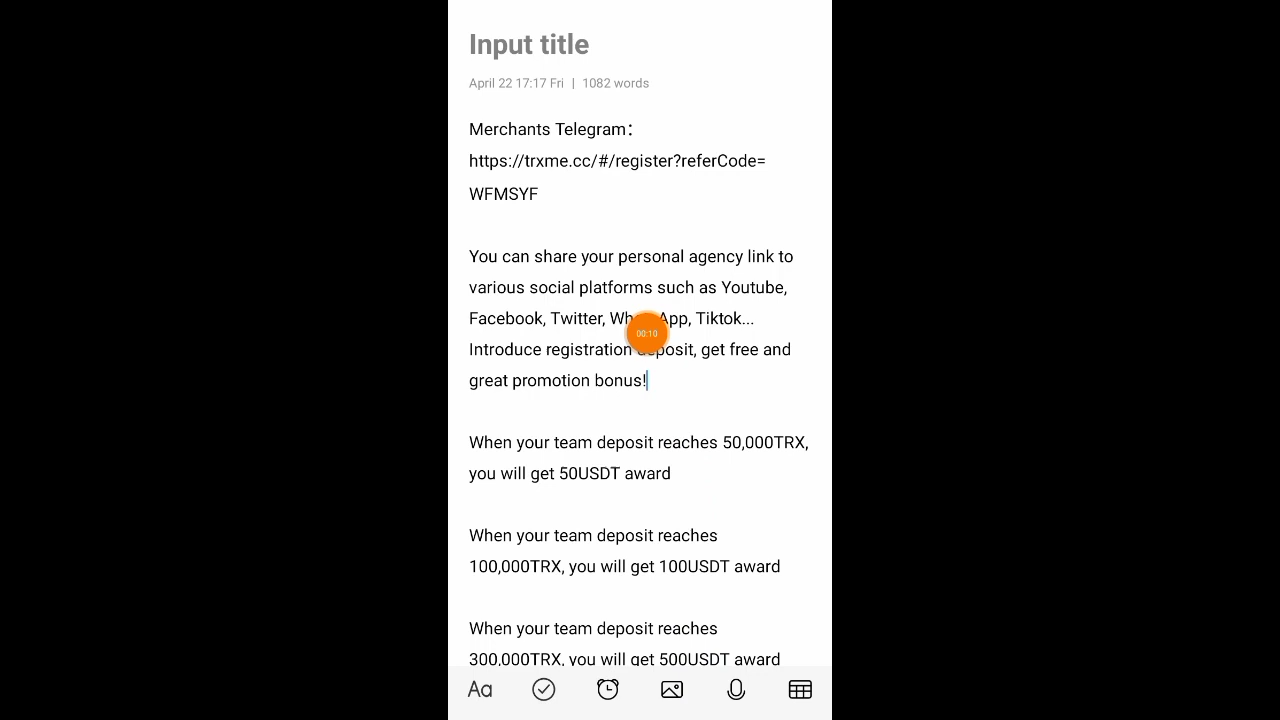 Input title
April 22 17:17 Fri | 1082 words
Merchants Telegram：
https://trxme.cc/#/register?referCode=
WFMSYF
You can share your personal agency link to
various social platforms such as Youtube,
Facebook, Twitter, Wh App, Tiktok...
00:10
Introduce registration deposit, get free and
great promotion bonus!
When your team deposit reaches 50,000TRX,
you will get 50USDT award
When your team deposit reaches
100,000TRX, you will get 100USDT award
When your team deposit reaches
300,000TRX, you will get 500USDT award
Aa